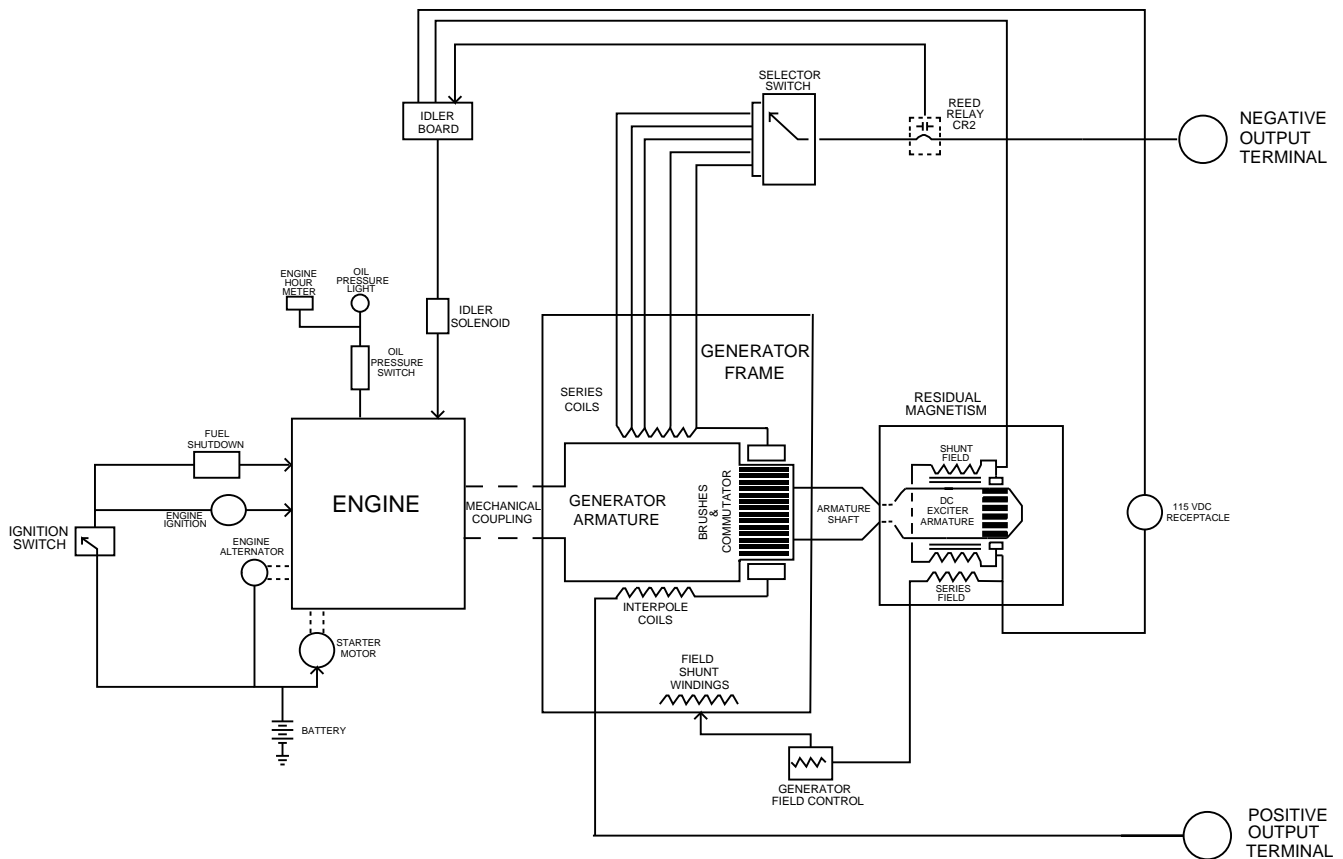 SELECTOR
SWITCH
IDLER
BOARD
REED
RELAY
CR2
NEGATIVE
OUTPUT
TERMINAL
ENGINE
HOUR
METER
OIL
PRESSURE
LIGHT
IDLER
SOLENOID
OIL
PRESSURE
SWITCH
GENERATOR
FRAME
SERIES
COILS
RESIDUAL
MAGNETISM
FUEL
SHUTDOWN
SHUNT
FIELD
ENGINE
MECHANICAL
COUPLING
GENERATOR
ARMATURE
BRUSHES
&
COMMUTATOR
ARMATURE
SHAFT
DC
EXCITER
ARMATURE
115 VDC
RECEPTACLE
ENGINE
IGNITION
IGNITION
SWITCH
ENGINE
ALTERNATOR
SERIES
FIELD
INTERPOLE
COILS
STARTER
MOTOR
FIELD
SHUNT
WINDINGS
BATTERY
GENERATOR
FIELD CONTROL
POSITIVE
OUTPUT
TERMINAL